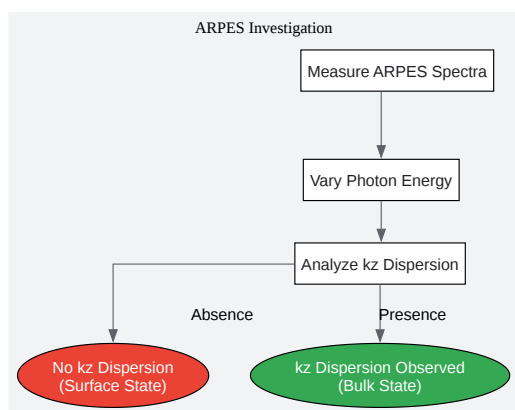 ARPES Investigation
Measure ARPES Spectra
Vary Photon Energy
Analyze kz Dispersion
Absence
Presence
No kz Dispersion
(Surface State)
kz Dispersion Observed
(Bulk State)